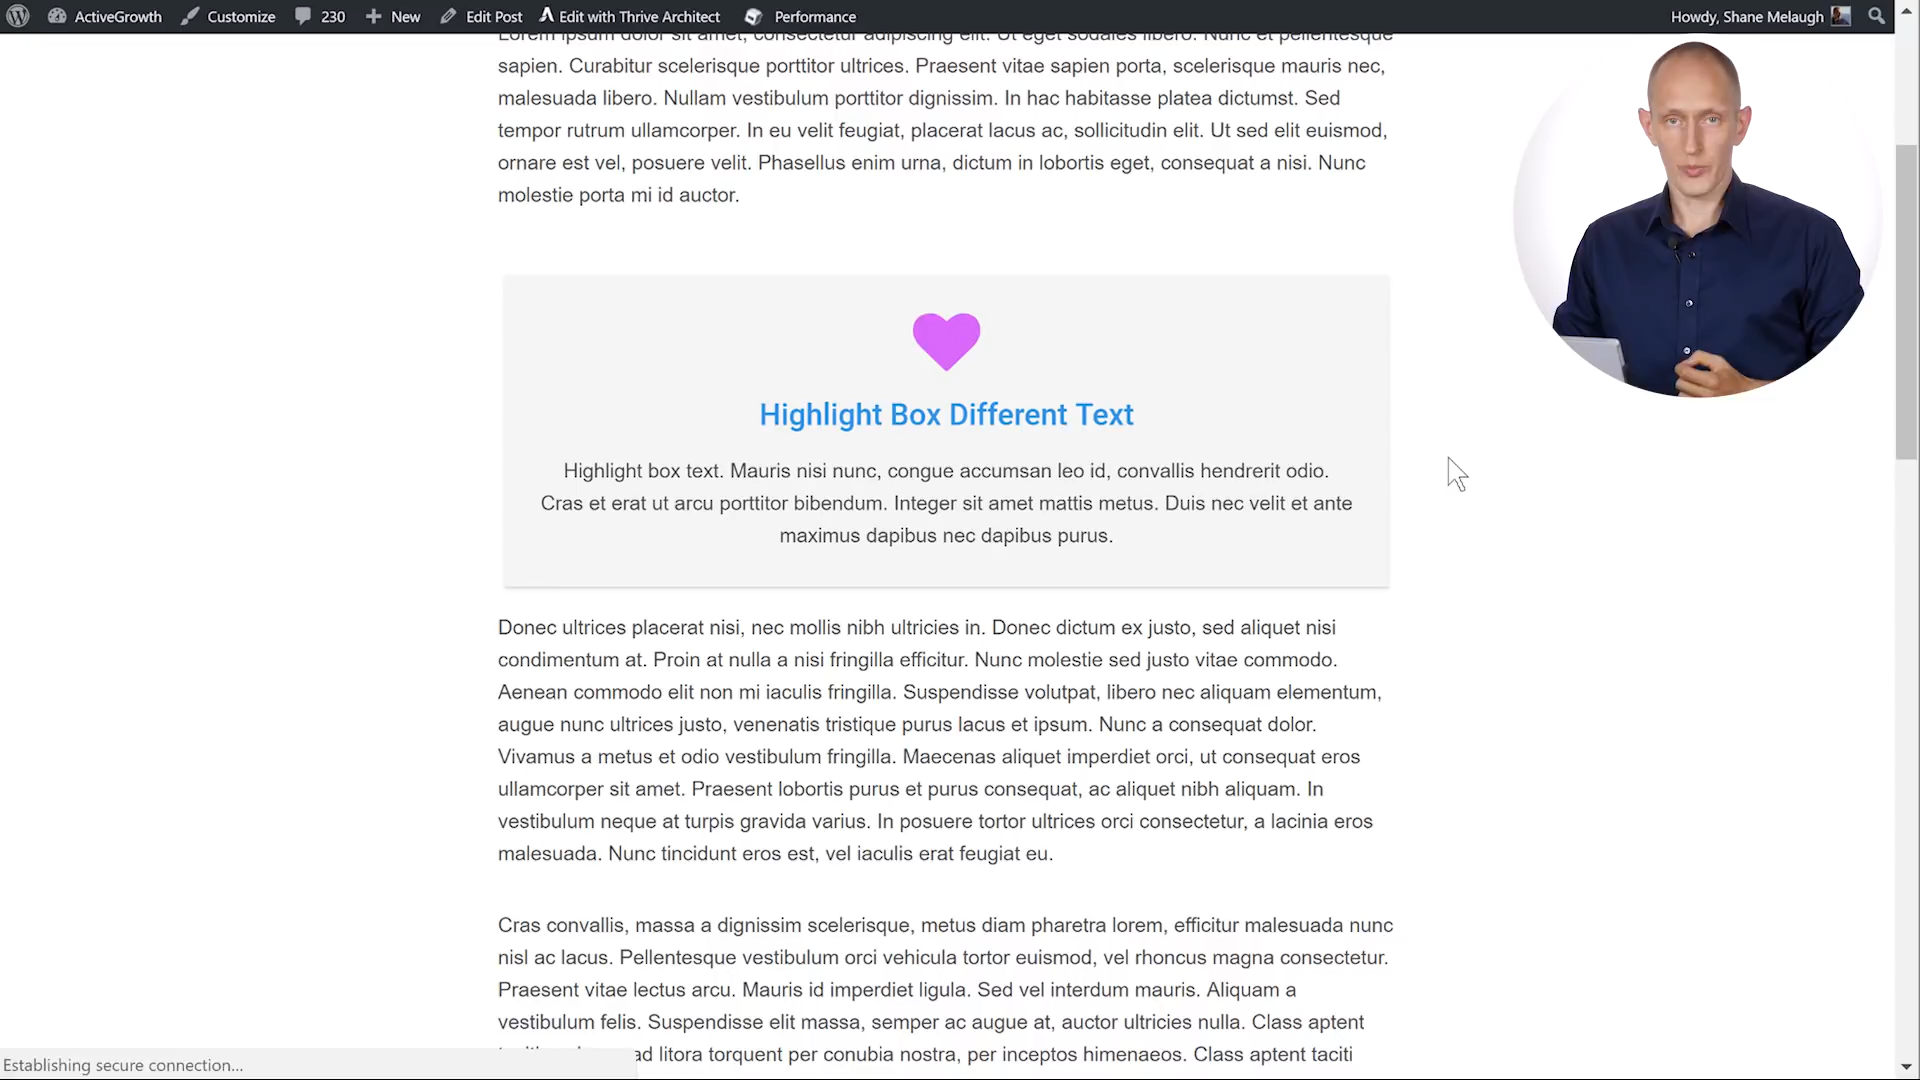 ActiveGrowth Customize 230 New Edit Post Edit with Thrive Architect Performance Howdy, Shane Melaugh
Lorem ipsum dolor sit amet, consectetur adipiscing elit. Ut eget sodales libero. Nunc et pellentesque
sapien. Curabitur scelerisque porttitor ultrices. Praesent vitae sapien porta, scelerisque mauris nec,
malesuada libero. Nullam vestibulum porttitor dignissim. In hac habitasse platea dictumst. Sed
tempor rutrum ullamcorper. In eu velit feugiat, placerat lacus ac, sollicitudin elit. Ut sed elit euismod,
ornare est vel, posuere velit. Phasellus enim urna, dictum in lobortis eget, consequat a nisi. Nunc
molestie porta mi id auctor.
Highlight Box Different Text
Highlight box text. Mauris nisi nunc, congue accumsan leo id, convallis hendrerit odio.
Cras et erat ut arcu porttitor bibendum. Integer sit amet mattis metus. Duis nec velit et ante
maximus dapibus nec dapibus purus.
Donec ultrices placerat nisi, nec mollis nibh ultricies in. Donec dictum ex justo, sed aliquet nisi
condimentum at. Proin at nulla a nisi fringilla efficitur. Nunc molestie sed justo vitae commodo.
Aenean commodo elit non mi iaculis fringilla. Suspendisse volutpat, libero nec aliquam elementum,
augue nunc ultrices justo, venenatis tristique purus lacus et ipsum. Nunc a consequat dolor.
Vivamus a metus et odio vestibulum fringilla. Maecenas aliquet imperdiet orci, ut consequat eros
ullamcorper sit amet. Praesent lobortis purus et purus consequat, ac aliquet nibh aliquam. In
vestibulum neque at turpis gravida varius. In posuere tortor ultrices orci consectetur, a lacinia eros
malesuada. Nunc tincidunt eros est, vel iaculis erat feugiat eu.
Cras convallis, massa a dignissim scelerisque, metus diam pharetra lorem, efficitur malesuada nunc
nisl ac lacus. Pellentesque vestibulum orci vehicula tortor euismod, vel rhoncus magna consectetur.
Praesent vitae lectus arcu. Mauris id imperdiet ligula. Sed vel interdum mauris. Aliquam a
vestibulum felis. Suspendisse elit massa, semper ac augue at, auctor ultricies nulla. Class aptent
ad litora torquent per conubia nostra, per inceptos himenaeos. Class aptent taciti
Establishing secure connection...